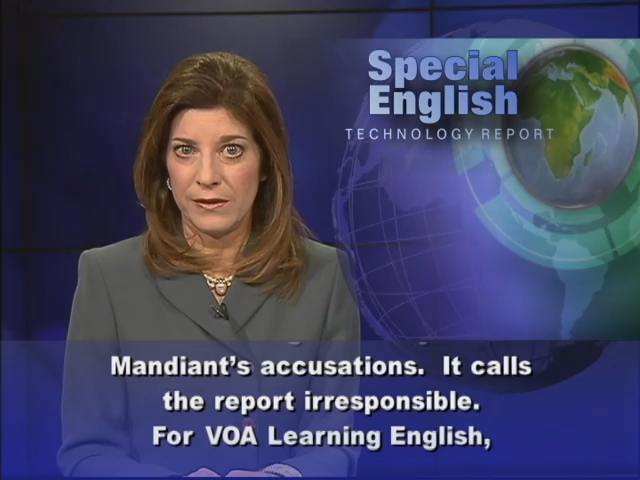 Special
English
TECHNOLOGY REPORT
Mandiant's accusations. It calls
the report irresponsible.
For VOA Learning English,